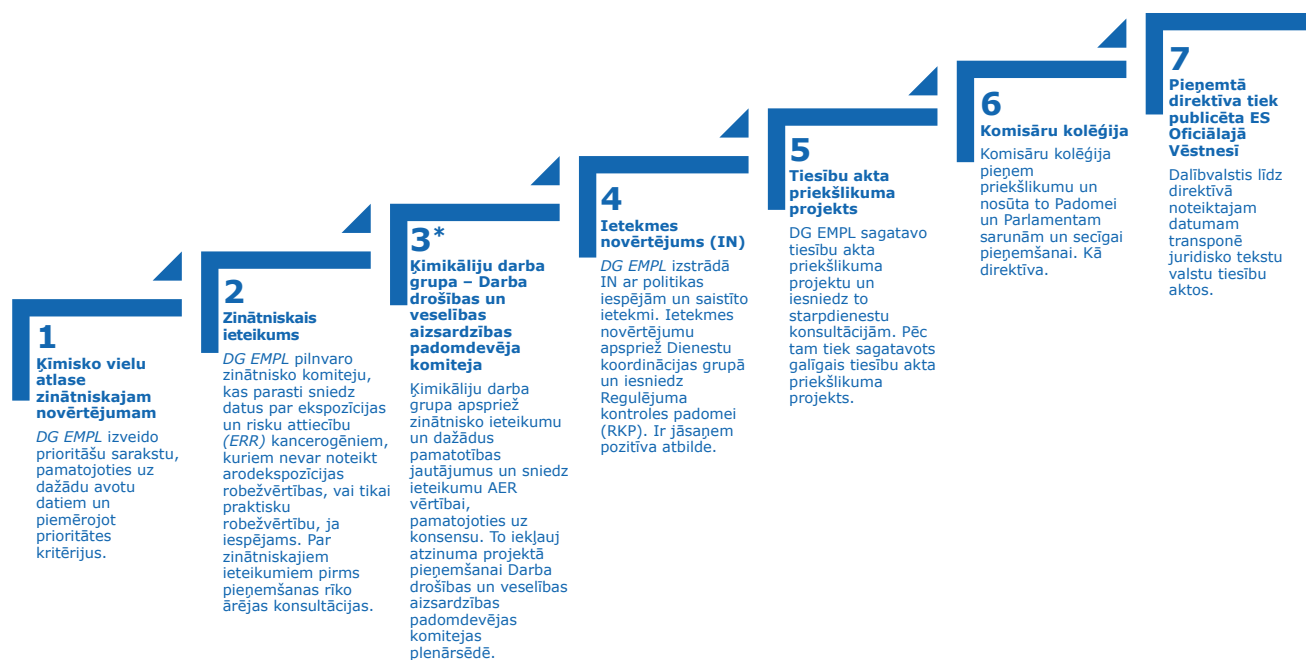 1
Ķīmisko vielu
atlase
zinātniskajam
novērtējumam
DG EMPL izveido
prioritāšu sarakstu,
pamatojoties uz
dažādu avotu
datiem un
piemērojot
prioritātes
kritērijus.
2
Zinātniskais
ieteikums
DG EMPL pilnvaro
zinātnisko komiteju,
kas parasti sniedz
datus par ekspozīcijas
un risku attiecību
(ERR) kancerogēniem,
kuriem nevar noteikt
arodekspozīcijas
robežvērtības, vai tikai
praktisku
robežvērtību, ja
iespējams. Par
zinātniskajiem
ieteikumiem pirms
pieņemšanas rīko
ārējas konsultācijas.
3*
Ķimikāliju darba
grupa – Darba
drošības un
veselības
aizsardzības
padomdevēja
komiteja
Ķimikāliju darba
grupa apspriež
zinātnisko ieteikumu
un dažādus
pamatotības
jautājumus un sniedz
ieteikumu AER
vērtībai,
pamatojoties uz
konsensu. To iekļauj
atzinuma projektā
pieņemšanai Darba
drošības un veselības
aizsardzības
padomdevējas
komitejas
plenārsēdē.
4
Ietekmes
novērtējums (IN)
DG EMPL izstrādā
IN ar politikas
iespējām un saistīto
ietekmi. Ietekmes
novērtējumu
apspriež Dienestu
koordinācijas grupā
un iesniedz
Regulējuma
kontroles padomei
(RKP). Ir jāsaņem
pozitīva atbilde.
5
Tiesību akta
priekšlikuma
projekts
DG EMPL sagatavo
tiesību akta
priekšlikuma
projektu un
iesniedz to
starpdienestu
konsultācijām. Pēc
tam tiek sagatavots
galīgais tiesību akta
priekšlikuma
projekts.
6
Komisāru kolēģija
Komisāru kolēģija
pieņem
priekšlikumu un
nosūta to Padomei
un Parlamentam
sarunām un secīgai
pieņemšanai. Kā
direktīva.
7
Pieņemtā
direktīva tiek
publicēta ES
Oficiālajā
Vēstnesī
Dalībvalstis līdz
direktīvā
noteiktajam
datumam
transponē
juridisko tekstu
valstu tiesību
aktos.